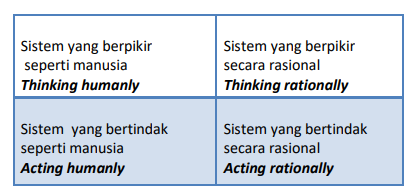 Sistem yang berpikir
seperti manusia
Thinking humanly
Sistem yang berpikir
secara rasional
Thinking rationally
Sistem yang bertindak
seperti manusia
Acting humanly
Sistem yang bertindak
secara rasional
Acting rationally